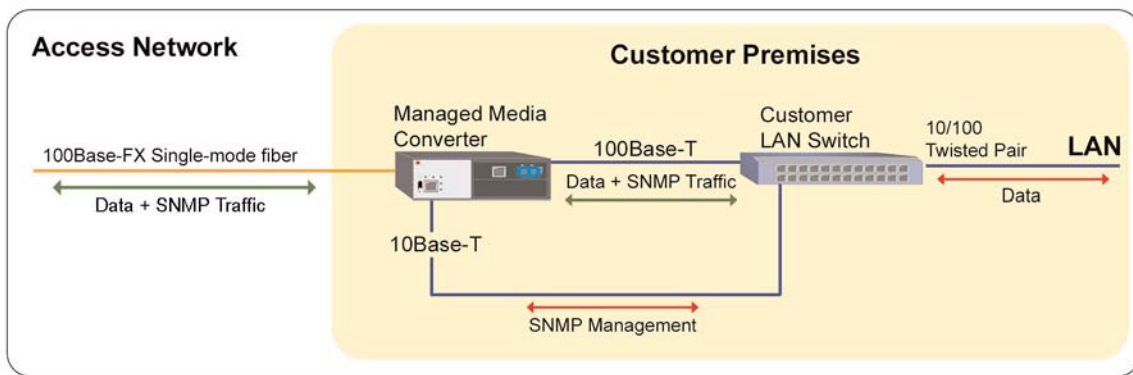 Access Network
Customer Premises
Managed Media
Converter
Customer
LAN Switch
10/100
Twisted Pair
LAN
100Base-FX Single-mode fiber
100Base-T
Data + SNMP Traffic
Data + SNMP Traffic
Data
10Base-T
SNMP Management